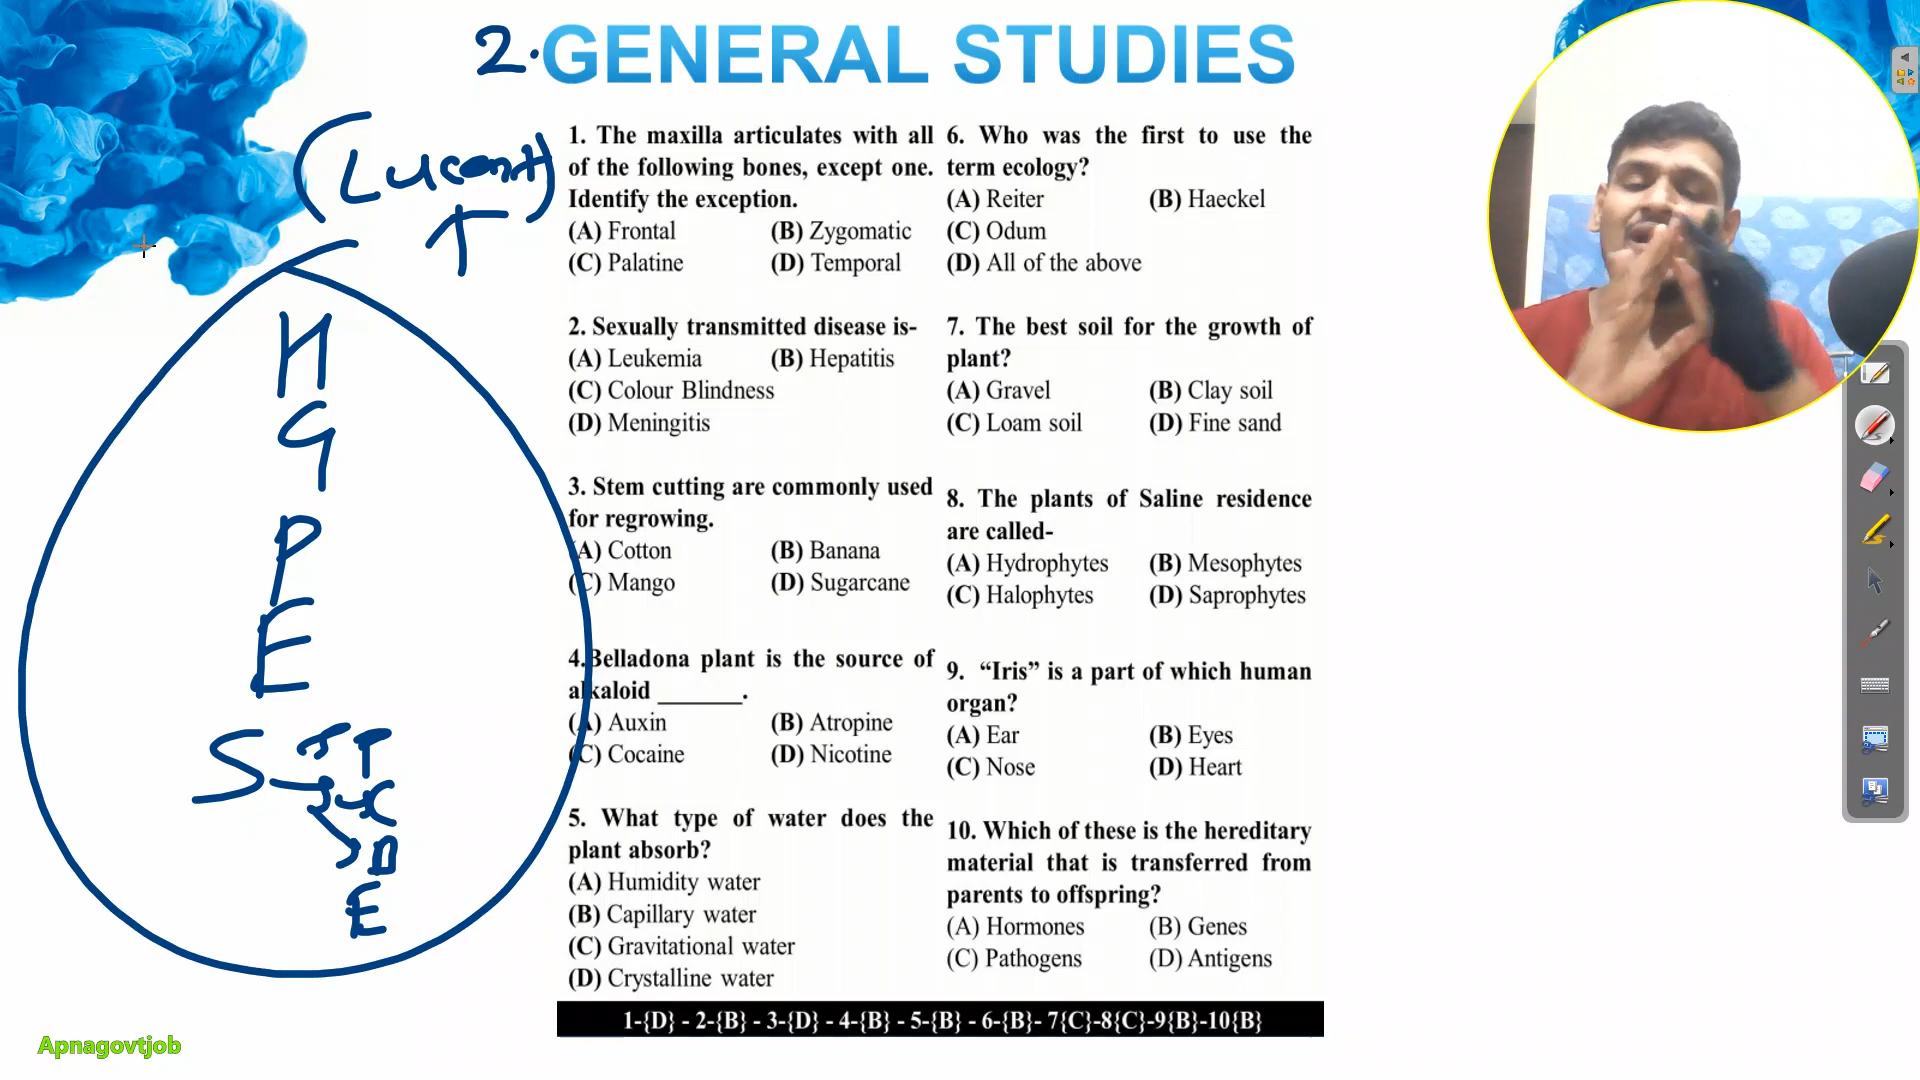 2. GENERAL STUDIES
(Lucent)
H
G
P
E
S
P
C
B
E
1. The maxilla articulates with all
of the following bones, except one.
Identify the exception.
(A) Frontal (B) Zygomatic
(C) Palatine (D) Temporal
2. Sexually transmitted disease is-
(A) Leukemia (B) Hepatitis
(C) Colour Blindness
(D) Meningitis
3. Stem cutting are commonly used
for regrowing.
(A) Cotton (B) Banana
(C) Mango (D) Sugarcane
4.Belladona plant is the source of
alkaloid ______.
(A) Auxin (B) Atropine
(C) Cocaine (D) Nicotine
5. What type of water does the
plant absorb?
(A) Humidity water
(B) Capillary water
(C) Gravitational water
(D) Crystalline water
6. Who was the first to use the
term ecology?
(A) Reiter (B) Haeckel
(C) Odum
(D) All of the above
7. The best soil for the growth of
plant?
(A) Gravel (B) Clay soil
(C) Loam soil (D) Fine sand
8. The plants of Saline residence
are called-
(A) Hydrophytes (B) Mesophytes
(C) Halophytes (D) Saprophytes
9. “Iris” is a part of which human
organ?
(A) Ear (B) Eyes
(C) Nose (D) Heart
10. Which of these is the hereditary
material that is transferred from
parents to offspring?
(A) Hormones (B) Genes
(C) Pathogens (D) Antigens
1-{D} - 2-{B} - 3-{D} - 4-{B} - 5-{B} - 6-{B}- 7{C}-8{C}-9{B}-10{B}
Apnagovtjob